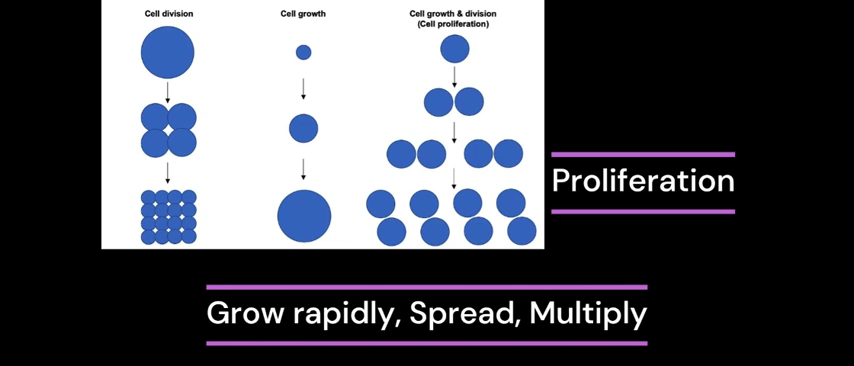 Cell division
Cell growth
Cell growth & division
(Cell proliferation)
Proliferation
Grow rapidly, Spread, Multiply